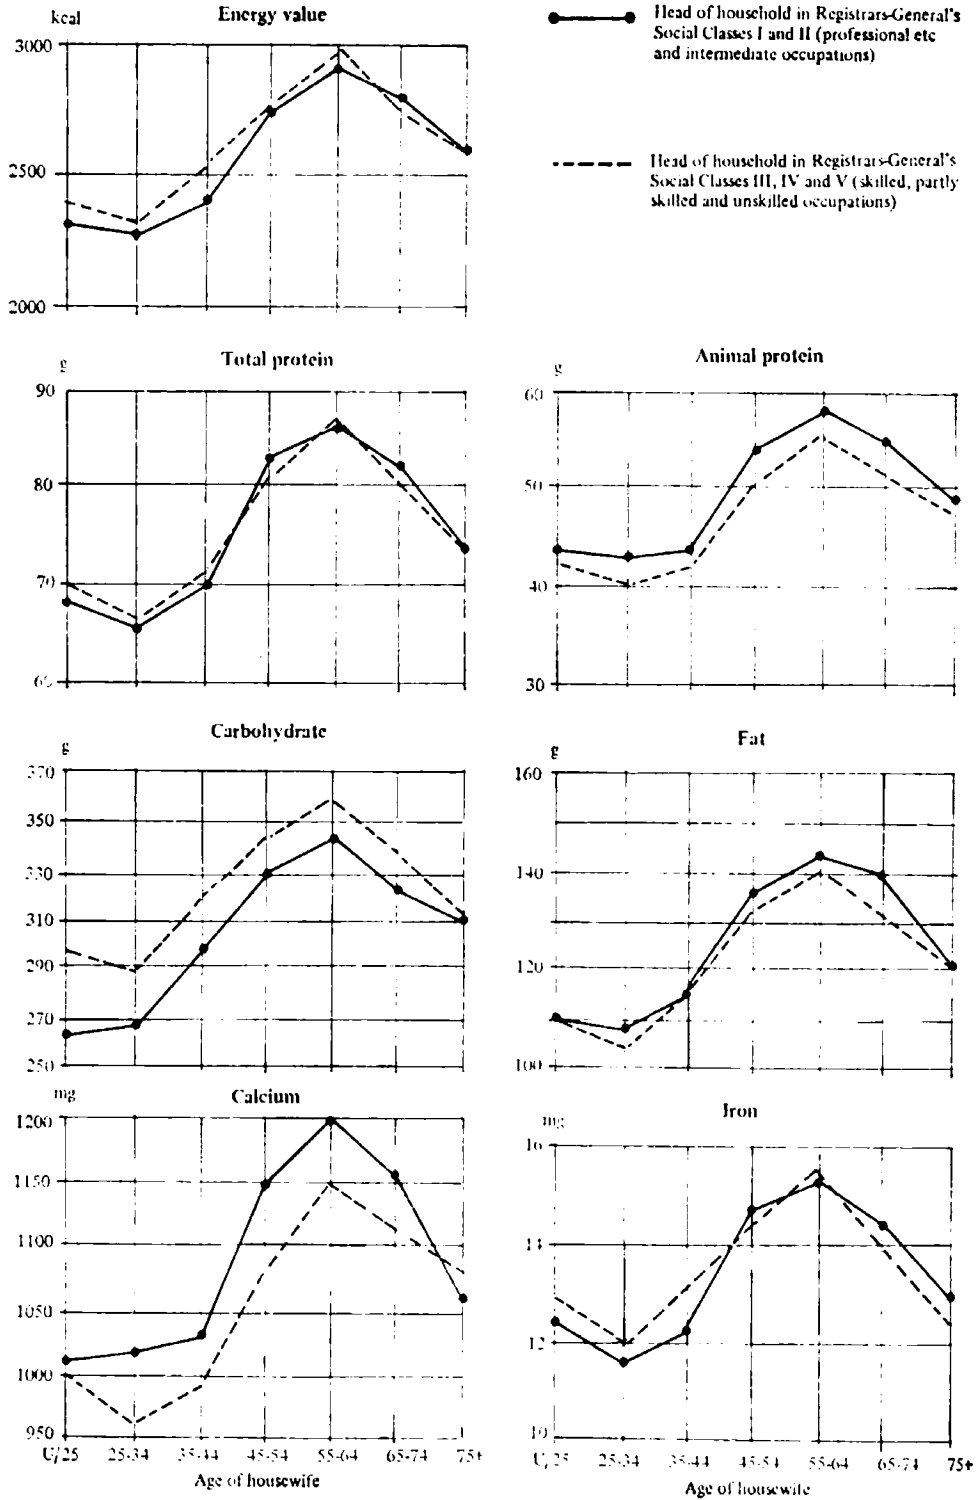 kcal
Energy value
3000
2500
2000
Head of household in Registrars-General's
Social Classes I and II (professional etc
and intermediate occupations)
Head of household in Registrars-General's
Social Classes III, IV and V (skilled, partly
skilled and unskilled occupations)
g
Total protein
90
80
70
g
Animal protein
60
50
40
30
g
Carbohydrate
370
350
330
310
290
270
250
g
Fat
160
140
120
100
mg
Calcium
1200
1150
1100
1050
1000
950
U/25 25-34 35-44 45-54 55-64 65-74 75+
Age of housewife
mg
Iron
16
14
12
10
U/25 25-34 35-44 45-54 55-64 65-74 75+
Age of housewife